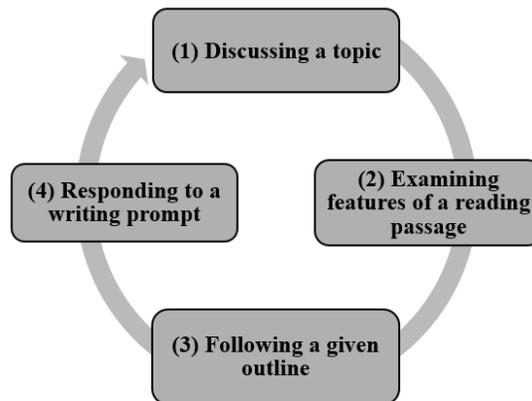 (1) Discussing a topic
(2) Examining
features of a reading
passage
(3) Following a given
outline
(4) Responding to a
writing prompt